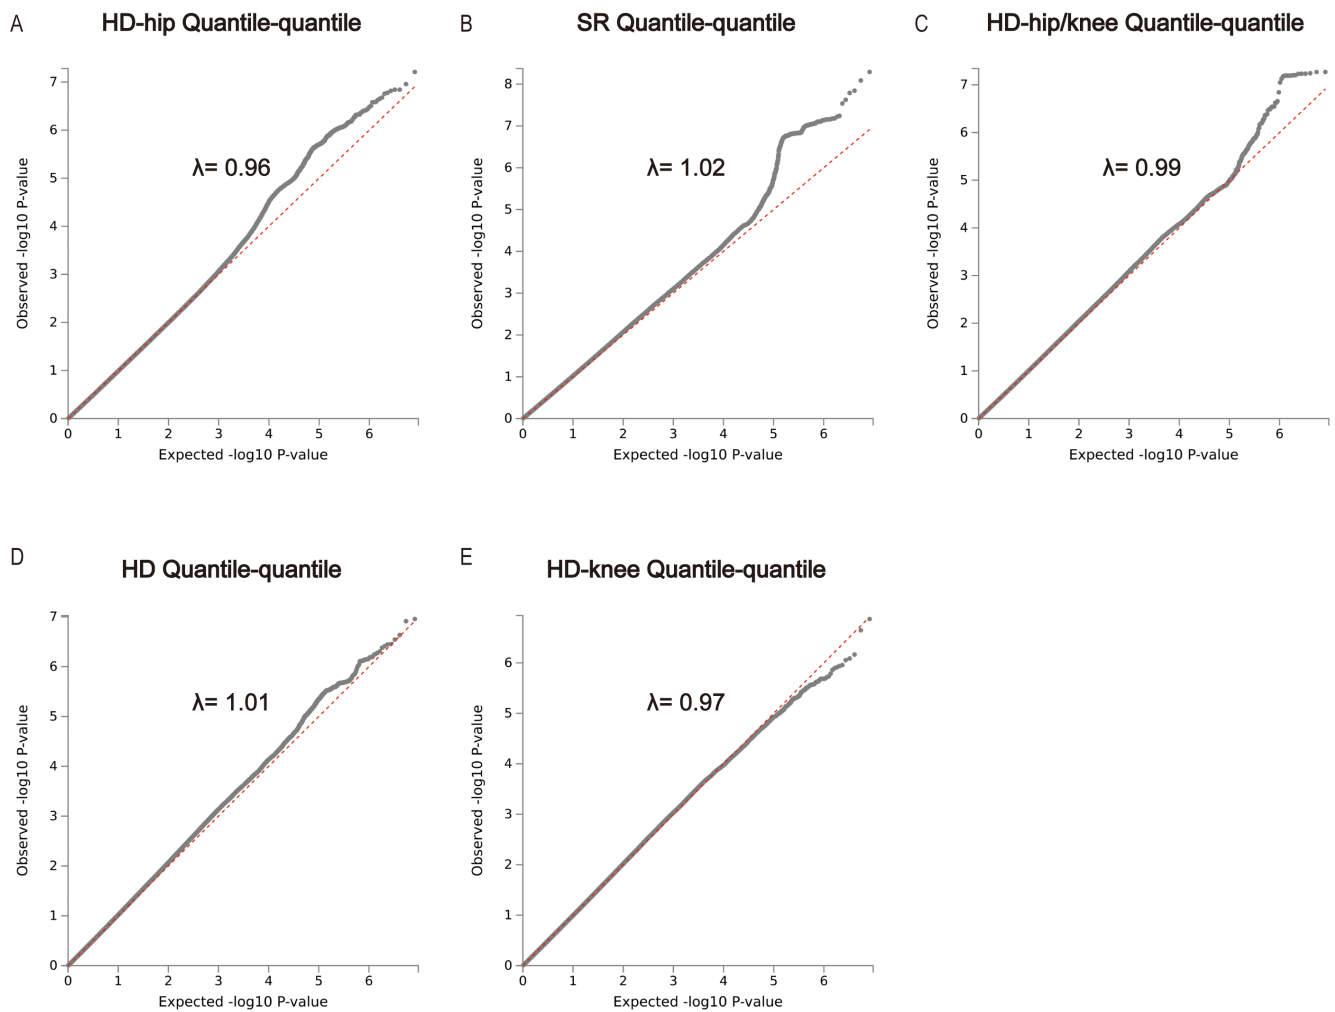 A
HD-hip Quantile-quantile
7
6
5
4
3
2
1
0
Observed -log10 P-value
λ= 0.96
0 1 2 3 4 5 6
Expected -log10 P-value
B
SR Quantile-quantile
8
7
6
5
4
3
2
1
0
Observed -log10 P-value
λ= 1.02
0 1 2 3 4 5 6
Expected -log10 P-value
C
HD-hip/knee Quantile-quantile
7
6
5
4
3
2
1
0
Observed -log10 P-value
λ= 0.99
0 1 2 3 4 5 6
Expected -log10 P-value
D
HD Quantile-quantile
7
6
5
4
3
2
1
0
Observed -log10 P-value
λ= 1.01
0 1 2 3 4 5 6
Expected -log10 P-value
E
HD-knee Quantile-quantile
6
5
4
3
2
1
0
Observed -log10 P-value
λ= 0.97
0 1 2 3 4 5 6
Expected -log10 P-value